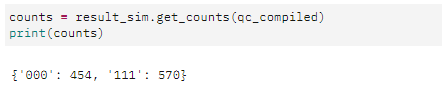 counts = result_sim.get_counts(qc_compiled)
print(counts)
{'000': 454, '111': 570}